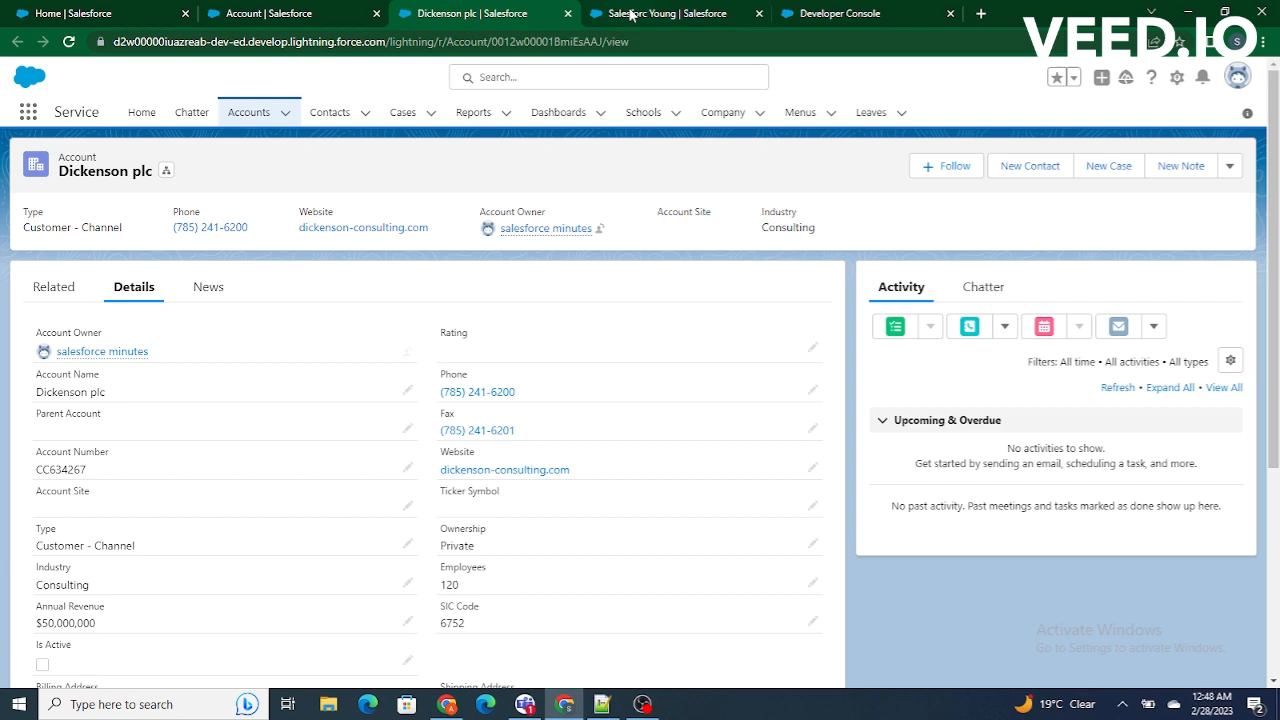 Home | Salesforce
Account | Salesforce
Dickenson plc | Salesforce
Salesforce Young | Salesforce
Developer Console
d2w00000iuazreab-dev-ed.develop.lightning.force.com/lightning/r/Account/0012w00001BmiEsAAJ/view
VEED.IO
Search...
Service
Home
Chatter
Accounts
Contacts
Cases
Reports
Dashboards
Schools
Company
Menus
Leaves
Account
Dickenson plc
Follow
New Contact
New Case
New Note
Type
Phone
Website
Account Owner
Account Site
Industry
Customer - Channel
(785) 241-6200
dickenson-consulting.com
salesforce minutes
Consulting
Related
Details
News
Account Owner
salesforce minutes
Rating
Account Name
Dickenson plc
Phone
(785) 241-6200
Parent Account
Fax
(785) 241-6201
Account Number
CC634267
Website
dickenson-consulting.com
Account Site
Ticker Symbol
Type
Customer - Channel
Ownership
Private
Industry
Consulting
Employees
120
Annual Revenue
$50,000,000
SIC Code
6752
Is Active
Billing Address
Shipping Address
Activity
Chatter
Filters: All time • All activities • All types
Refresh • Expand All • View All
Upcoming & Overdue
No activities to show.
Get started by sending an email, scheduling a task, and more.
No past activity. Past meetings and tasks marked as done show up here.
Activate Windows
Go to Settings to activate Windows.
Type here to search
19°C Clear
12:48 AM
2/28/2023